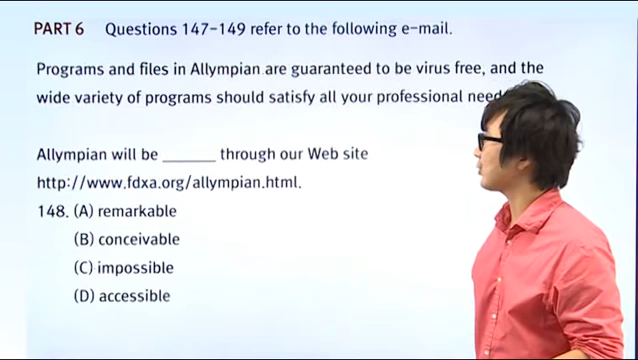 PART 6 Questions 147-149 refer to the following e-mail.
Programs and files in Allympian are guaranteed to be virus free, and the
wide variety of programs should satisfy all your professional
Allympian will be ______ through our Web site
http://www.fdxa.org/allympian.html.
148. (A) remarkable
(B) conceivable
(C) impossible
(D) accessible